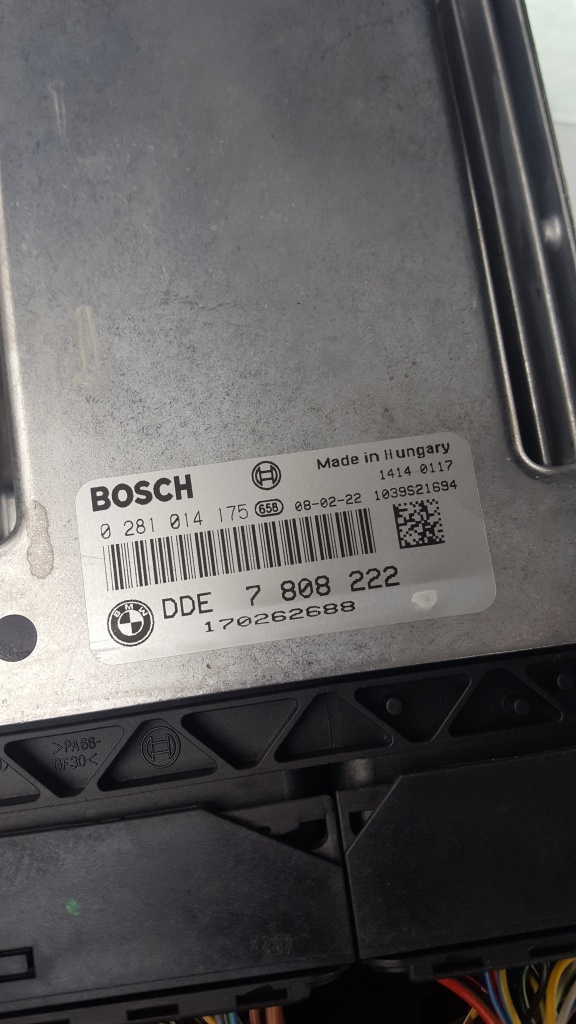 BOSCH
Made in Hungary
1414 0117
0 281 014 175 658 08-02-22 1039S21694
BMW
DDE 7 808 222
170262688
>PA66-
GF30<